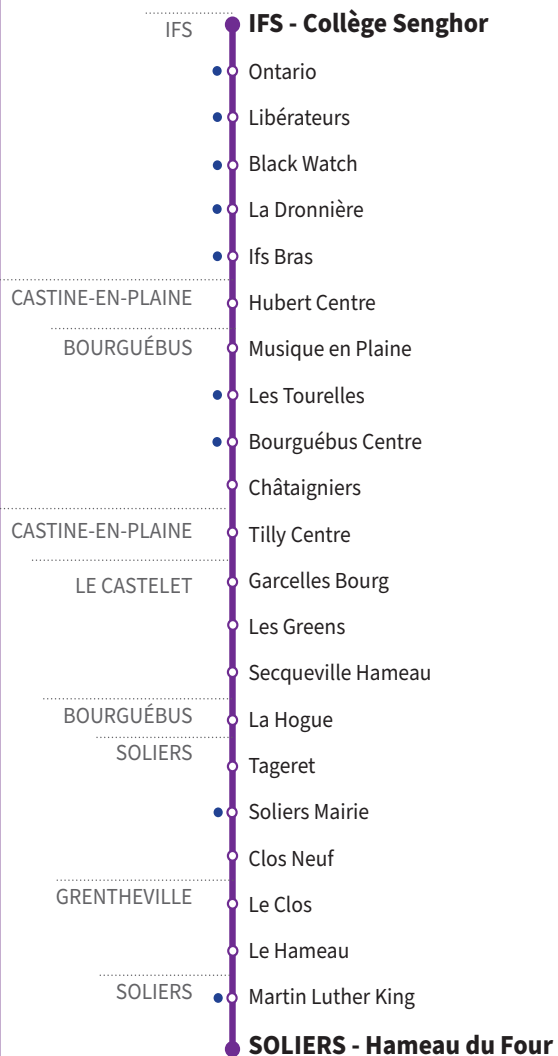 IFS
IFS - Collège Senghor
Ontario
Libérateurs
Black Watch
La Dronnière
Ifs Bras
CASTINE-EN-PLAINE
Hubert Centre
BOURGUÉBUS
Musique en Plaine
Les Tourelles
Bourguébus Centre
Châtaigniers
CASTINE-EN-PLAINE
Tilly Centre
LE CASTELET
Garcelles Bourg
Les Greens
Secqueville Hameau
BOURGUÉBUS
La Hogue
SOLIERS
Tageret
Soliers Mairie
Clos Neuf
GRENTHEVILLE
Le Clos
Le Hameau
SOLIERS
Martin Luther King
SOLIERS - Hameau du Four